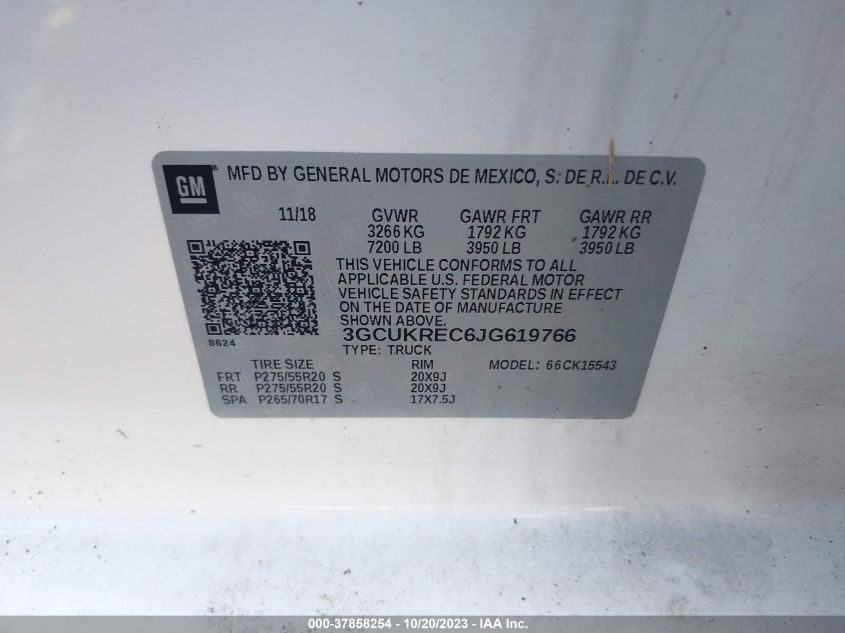 GM ® MFD BY GENERAL MOTORS DE MEXICO, S. DE R.L. DE C.V.
11/18 GVWR GAWR FRT GAWR RR
3266 KG 1792 KG 1792 KG
7200 LB 3950 LB 3950 LB
THIS VEHICLE CONFORMS TO ALL
APPLICABLE U.S. FEDERAL MOTOR
VEHICLE SAFETY STANDARDS IN EFFECT
ON THE DATE OF MANUFACTURE
SHOWN ABOVE.
8624 3GCUKREC6JG619766
TYPE: TRUCK
TIRE SIZE RIM MODEL: 66CK15543
FRT P275/55R20 S 20X9J
RR P275/55R20 S 20X9J
SPA P265/70R17 S 17X7.5J
000-37858254 - 10/20/2023 - IAA Inc.